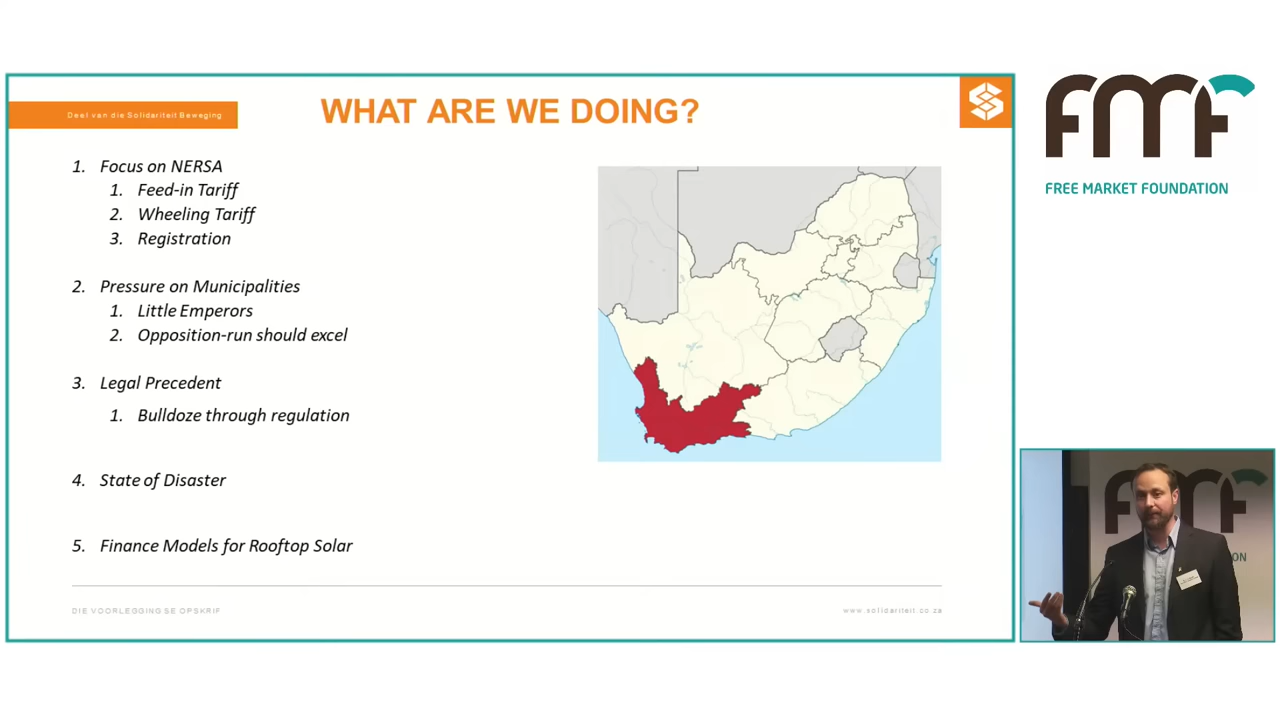 Deel van die Solidariteit Beweging
WHAT ARE WE DOING?
1. Focus on NERSA
1. Feed-in Tariff
2. Wheeling Tariff
3. Registration
2. Pressure on Municipalities
1. Little Emperors
2. Opposition-run should excel
3. Legal Precedent
1. Bulldoze through regulation
4. State of Disaster
5. Finance Models for Rooftop Solar
DIE VOORLEGGING SE OPSKRIF
www.solidariteit.co.za
FMF
FREE MARKET FOUNDATION